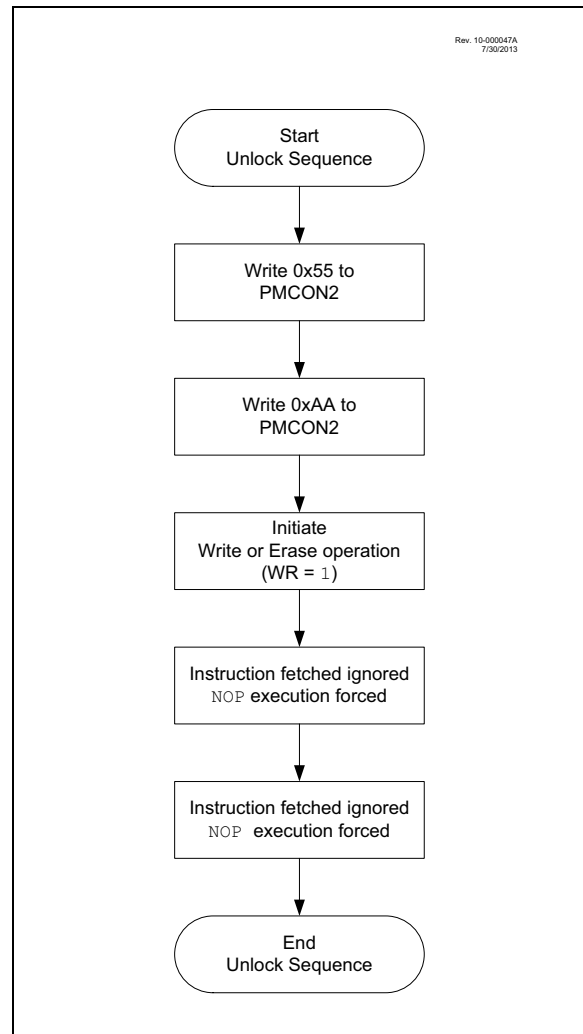 Rev. 10-000047A
7/30/2013
Start
Unlock Sequence
Write 0x55 to
PMCON2
Write 0xAA to
PMCON2
Initiate
Write or Erase operation
(WR = 1)
Instruction fetched ignored
NOP execution forced
Instruction fetched ignored
NOP execution forced
End
Unlock Sequence